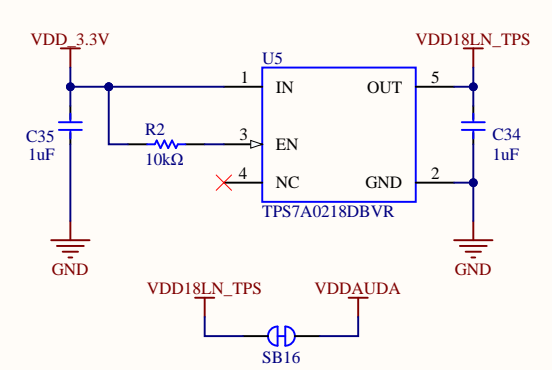 VDD_3.3V
VDD18LN_TPS
U5
1
IN
OUT
5
C35
1uF
R2
10kΩ
3
EN
C34
1uF
4
NC
GND
2
TPS7A0218DBVR
GND
GND
VDD18LN_TPS
VDDAUDA
SB16